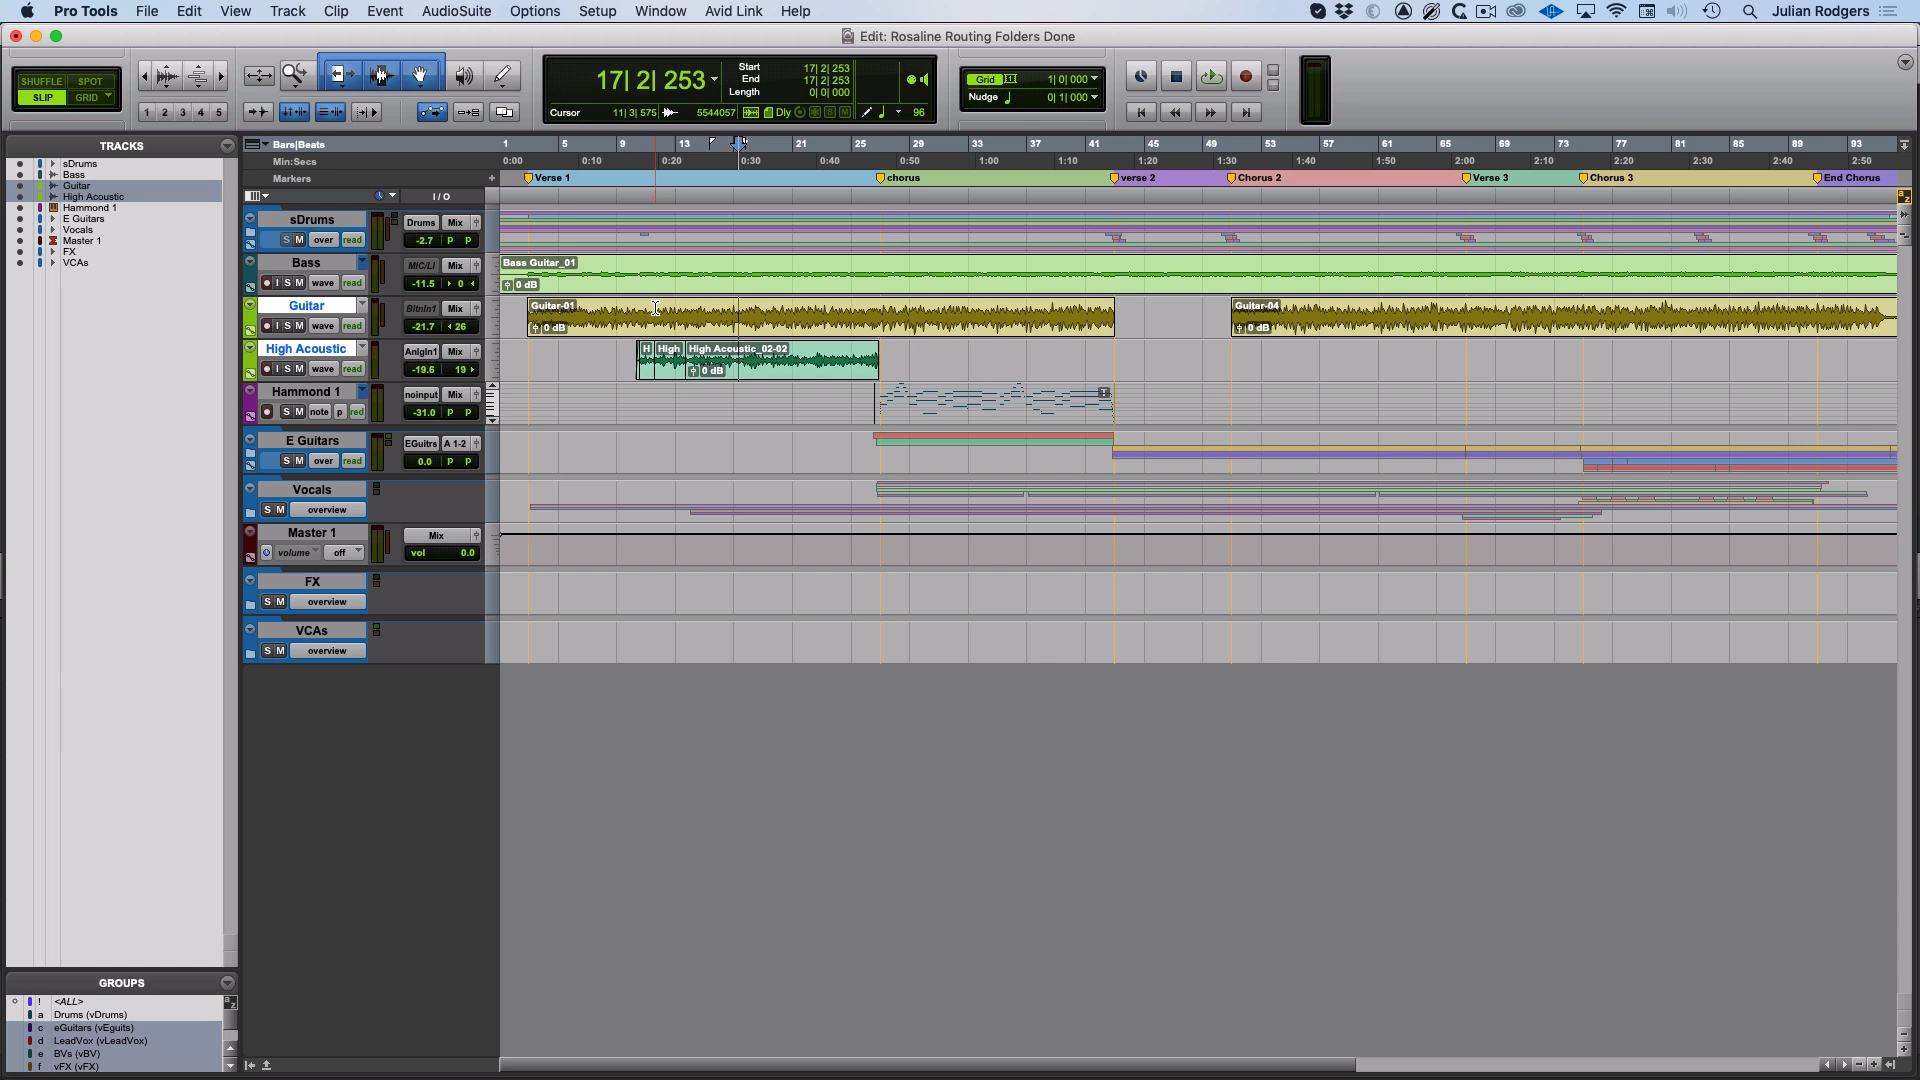 Pro Tools File Edit View Track Clip Event AudioSuite Options Setup Window Avid Link Help Julian Rodgers
Edit: Rosaline Routing Folders Done
SHUFFLE SPOT
SLIP GRID
1 2 3 4 5
17| 2| 253
Start 17| 2| 253
End 17| 2| 253
Length 0| 0| 000
Cursor 11| 3| 575 5544057 Dly S M 96
Grid 1| 0| 000
Nudge 0| 1| 000
TRACKS
sDrums
Bass
Guitar
High Acoustic
Hammond 1
E Guitars
Vocals
Master 1
FX
VCAs
Bars|Beats 1 5 9 13 21 25 29 33 37 41 45 49 53 57 61 65 69 73 77 81 85 89 93
Min:Secs 0:00 0:10 0:20 0:30 0:40 0:50 1:00 1:10 1:20 1:30 1:40 1:50 2:00 2:10 2:20 2:30 2:40 2:50
Markers + Verse 1 chorus verse 2 Chorus 2 Verse 3 Chorus 3 End Chorus
I / O
sDrums Drums Mix
S M over read -2.7 p p
Bass MIC/LI Mix Bass Guitar_01
I S M wave read -11.5 0 0 dB
Guitar BltnIn1 Mix Guitar-01 Guitar-04
I S M wave read -21.7 26 0 dB 0 dB
High Acoustic AnlgIn1 Mix H High High Acoustic_02-02
I S M wave read -19.6 19 0 dB
Hammond 1 noinput Mix
S M note p red -31.0 p p
E Guitars EGuitrs A 1-2
S M over read 0.0 p p
Vocals
S M overview
Master 1 Mix
volume off vol 0.0
FX
S M overview
VCAs
S M overview
GROUPS
! <ALL>
a Drums (vDrums)
c eGuitars (vEguits)
d LeadVox (vLeadVox)
e BVs (vBV)
f vFX (vFX)